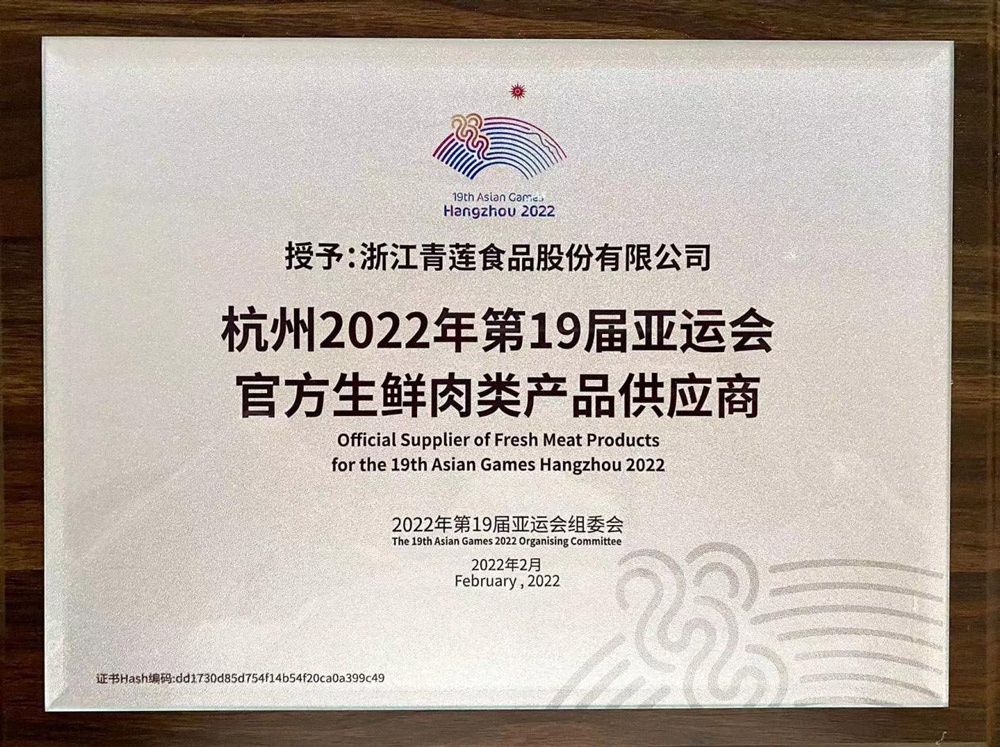 19th Asian Games
Hangzhou 2022
授予:浙江青莲食品股份有限公司
杭州2022年第19届亚运会
官方生鲜肉类产品供应商
Official Supplier of Fresh Meat Products
for the 19th Asian Games Hangzhou 2022
2022年第19届亚运会组委会
The 19th Asian Games 2022 Organising Committee
2022年2月
February , 2022
证书Hash编码:dd1730d85d754f14b54f20ca0a399c49